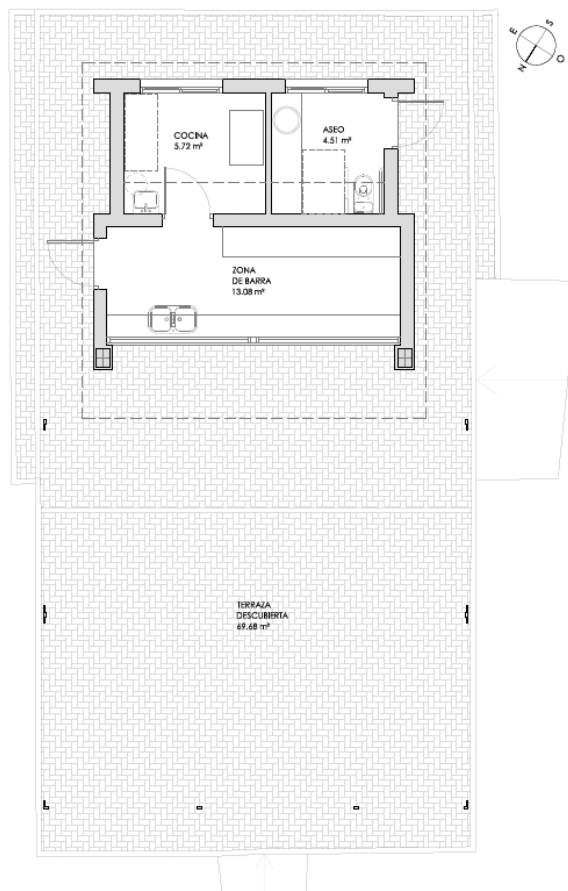 S
E
O
N
COCINA
5.72 m²
ASEO
4.51 m²
ZONA
DE BARRA
13.08 m²
TERRAZA
DESCUBIERTA
69.68 m²